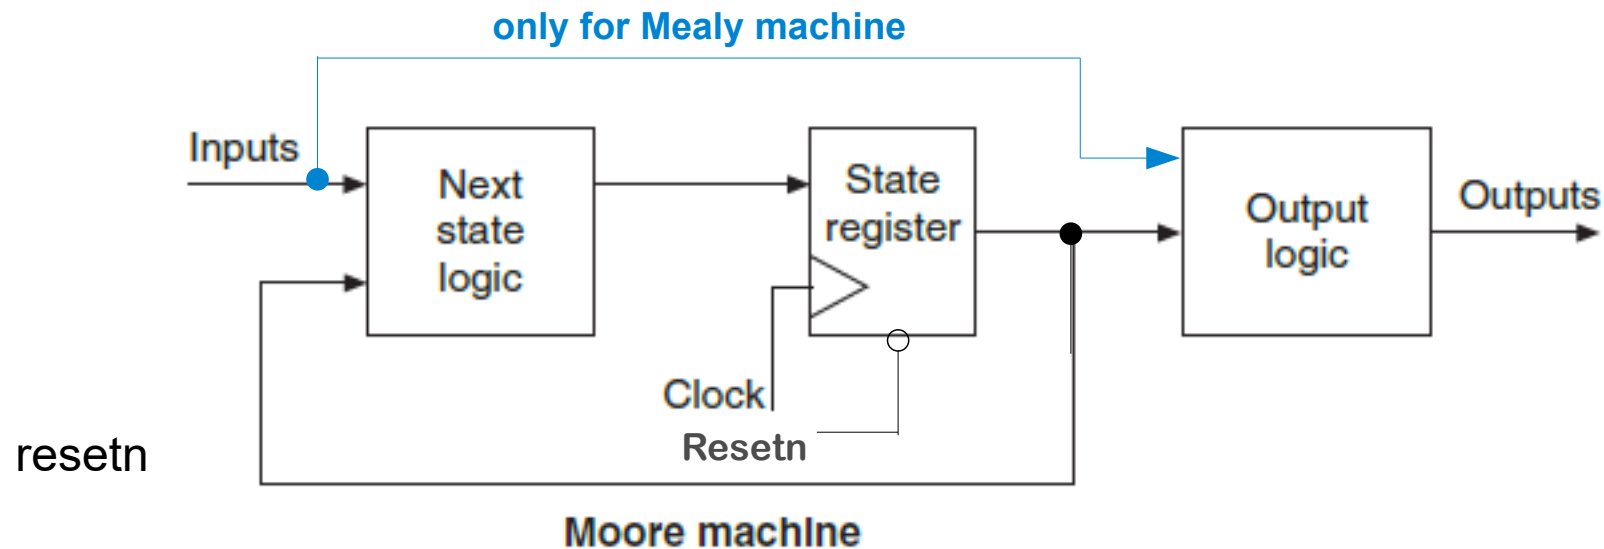 only for Mealy machine
Inputs
Next
state
logic
State
register
Output
logic
Outputs
Clock
Resetn
resetn
Moore machine